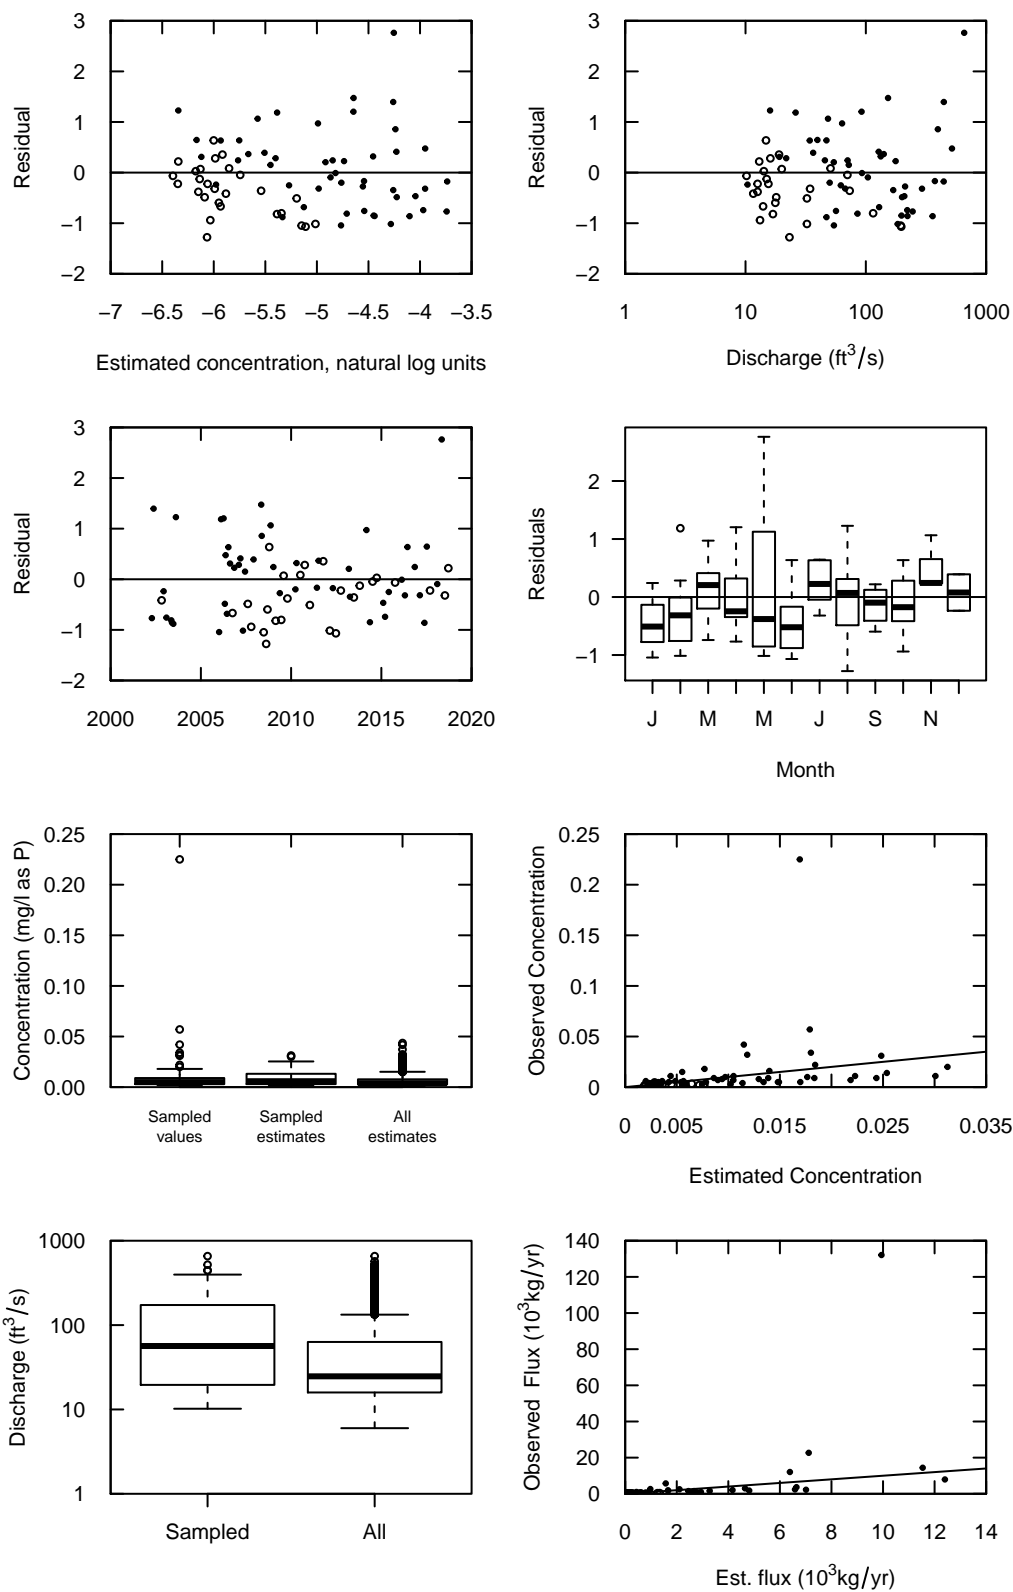 3
2
1
0
−1
−2
Residual
−7 −6.5 −6 −5.5 −5 −4.5 −4 −3.5
Estimated concentration, natural log units
3
2
1
0
−1
−2
Residual
1 10 100 1000
Discharge (ft3/s)
3
2
1
0
−1
−2
Residual
2000 2005 2010 2015 2020
2
1
0
−1
Residuals
J M M J S N
Month
0.25
0.20
0.15
0.10
0.05
0.00
Concentration (mg/l as P)
Sampled values
Sampled estimates
All estimates
0.25
0.2
0.15
0.1
0.05
0
Observed Concentration
0 0.005 0.015 0.025 0.035
Estimated Concentration
1000
100
10
1
Discharge (ft3/s)
Sampled All
140
120
100
80
60
40
20
0
Observed Flux (103kg/yr)
0 2 4 6 8 10 12 14
Est. flux (103kg/yr)